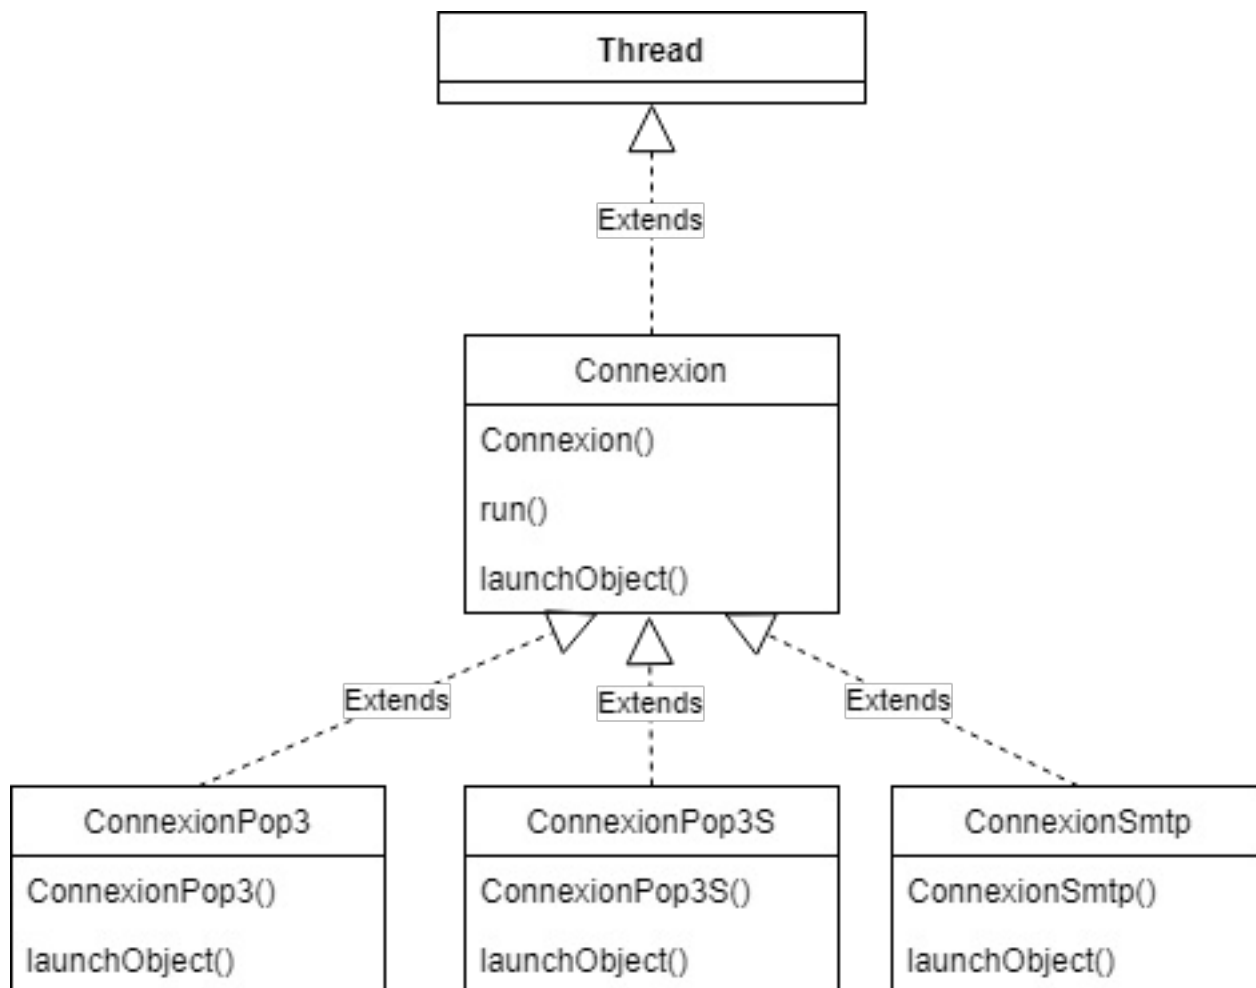 Thread
Extends
Connexion
Connexion()
run()
launchObject()
Extends
Extends
Extends
ConnexionPop3
ConnexionPop3()
launchObject()
ConnexionPop3S
ConnexionPop3S()
launchObject()
ConnexionSmtp
ConnexionSmtp()
launchObject()